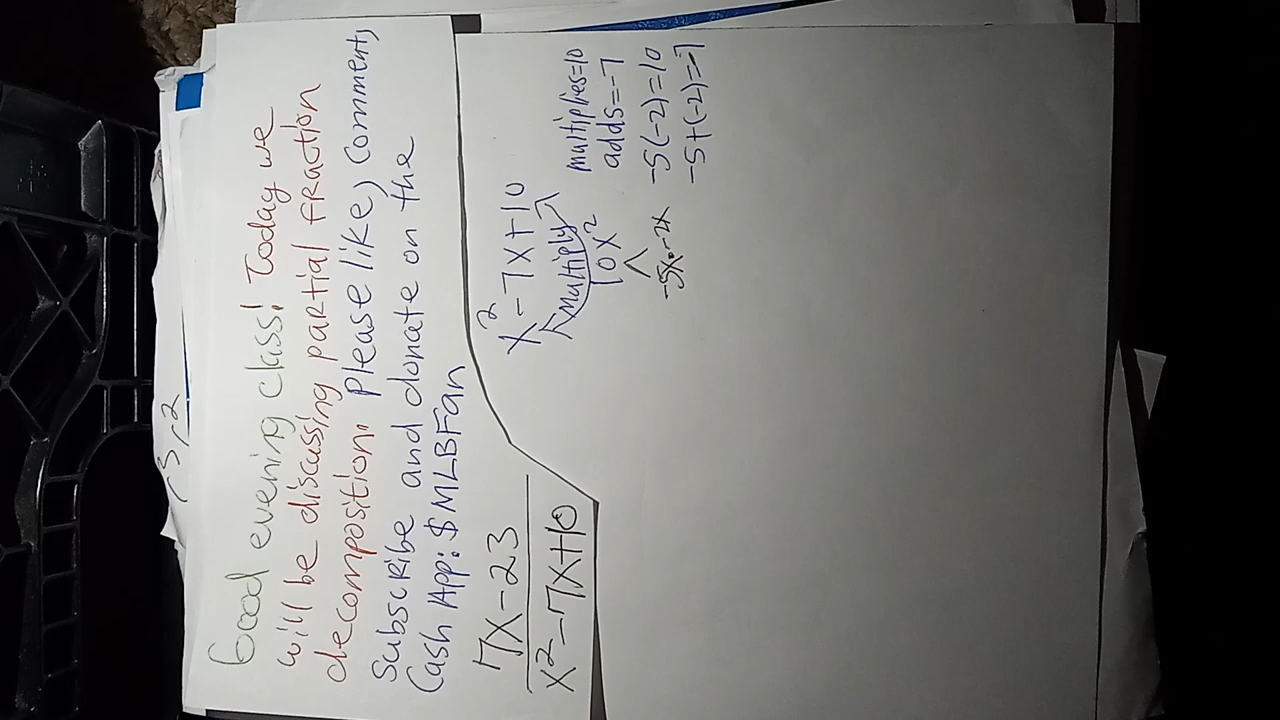 Good evening class! Today we
will be discussing partial fraction
decomposition. Please like, comment,
Subscribe and donate on the
Cash App: $MLBFan
7x-23
x²-7x+10
x²-7x+10
multiply
10x²
-5x•-2x
multiplies=10
adds=-7
-5(-2)=10
-5+(-2)=-7